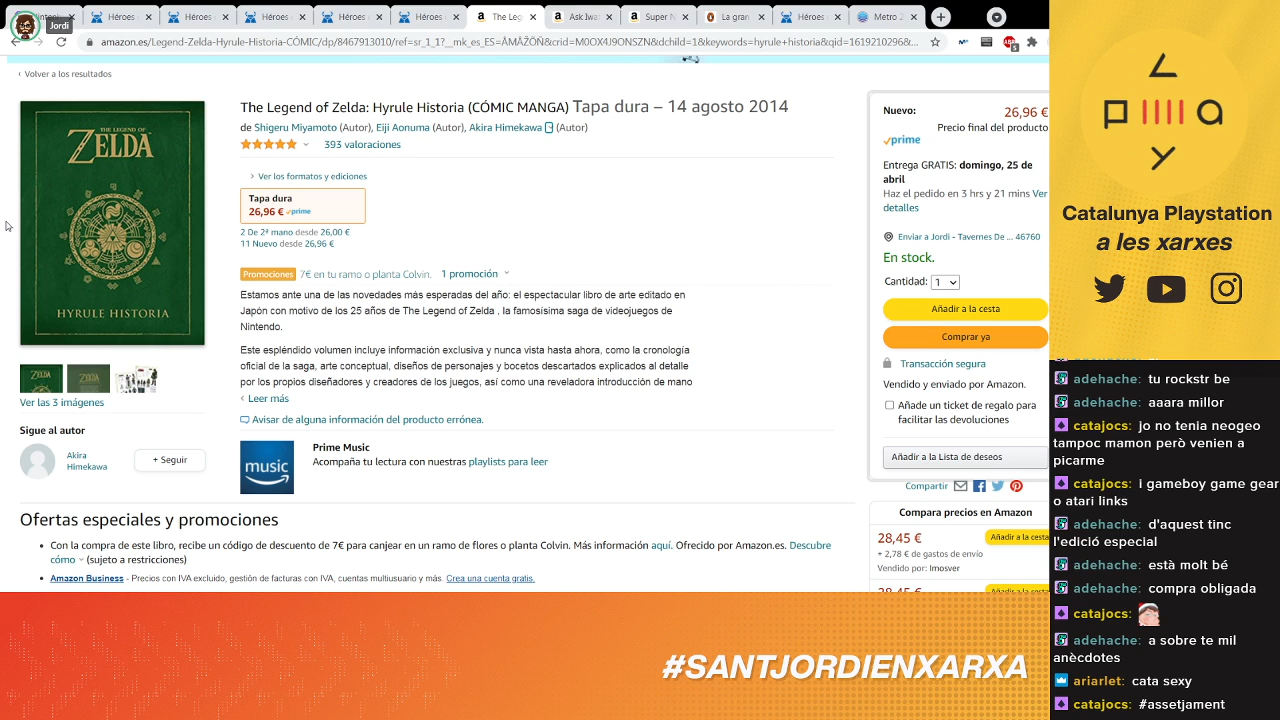 Jordi
Héroes
Héroes
Héroes
Héroes
Héroes
The Leg
Ask Iwat
Super N
La gran
Héroes
Metro 2
amazon.es/Legend-Zelda-Hyrule-Historia-COMIC/dp/8467913010/ref=sr_1_1?__mk_es_ES=ÅMÅŽÕÑ&crid=M0OX4J9ONSZN&dchild=1&keywords=hyrule+historia&qid=1619210296&...
‹ Volver a los resultados
THE LEGEND OF
ZELDA
HYRULE HISTORIA
Ver las 3 imágenes
Sigue al autor
Akira
Himekawa
+ Seguir
The Legend of Zelda: Hyrule Historia (CÓMIC MANGA) Tapa dura – 14 agosto 2014
de Shigeru Miyamoto (Autor), Eiji Aonuma (Autor), Akira Himekawa (Autor)
393 valoraciones
Ver los formatos y ediciones
Tapa dura
26,96 € prime
2 De 2ª mano desde 26,00 €
11 Nuevo desde 26,96 €
Promociones 7€ en tu ramo o planta Colvin. 1 promoción
Estamos ante una de las novedades más esperadas del año: el espectacular libro de arte editado en
Japón con motivo de los 25 años de The Legend of Zelda , la famosísima saga de videojuegos de
Nintendo.
Este espléndido volumen incluye información exclusiva y nunca vista hasta ahora, como la cronología
oficial de la saga, arte conceptual, diseños de personajes y bocetos descartados explicados al detalle
por los propios diseñadores y creadores de los juegos, así como una reveladora introducción de mano
Leer más
Avisar de alguna información del producto errónea.
music
Prime Music
Acompaña tu lectura con nuestras playlists para leer
Ofertas especiales y promociones
Con la compra de este libro, recibe un código de descuento de 7€ para canjear en un ramo de flores o planta Colvin. Más información aquí. Ofrecido por Amazon.es. Descubre
cómo (sujeto a restricciones)
Amazon Business - Precios con IVA excluido, gestión de facturas con IVA, cuentas multiusuario y más. Crea una cuenta gratis.
Nuevo: 26,96 €
Precio final del producto
prime
Entrega GRATIS: domingo, 25 de
abril
Haz el pedido en 3 hrs y 21 mins Ver
detalles
Enviar a Jordi - Tavernes De ... 46760
En stock.
Cantidad: 1
Añadir a la cesta
Comprar ya
Transacción segura
Vendido y enviado por Amazon.
Añade un ticket de regalo para
facilitar las devoluciones
Añadir a la Lista de deseos
Compartir
Compara precios en Amazon
28,45 €
Añadir a la cesta
+ 2,78 € de gastos de envío
Vendido por: Imosver
28,45 €
Añadir a la cesta
#SANTJORDIENXARXA
Catalunya Playstation
a les xarxes
adehache: tu rockstr be
adehache: aaara millor
catajocs: jo no tenia neogeo
tampoc mamon però venien a
picarme
catajocs: i gameboy game gear
o atari links
adehache: d'aquest tinc
l'edició especial
adehache: està molt bé
adehache: compra obligada
catajocs:
adehache: a sobre te mil
anècdotes
ariarlet: cata sexy
catajocs: #assetjament